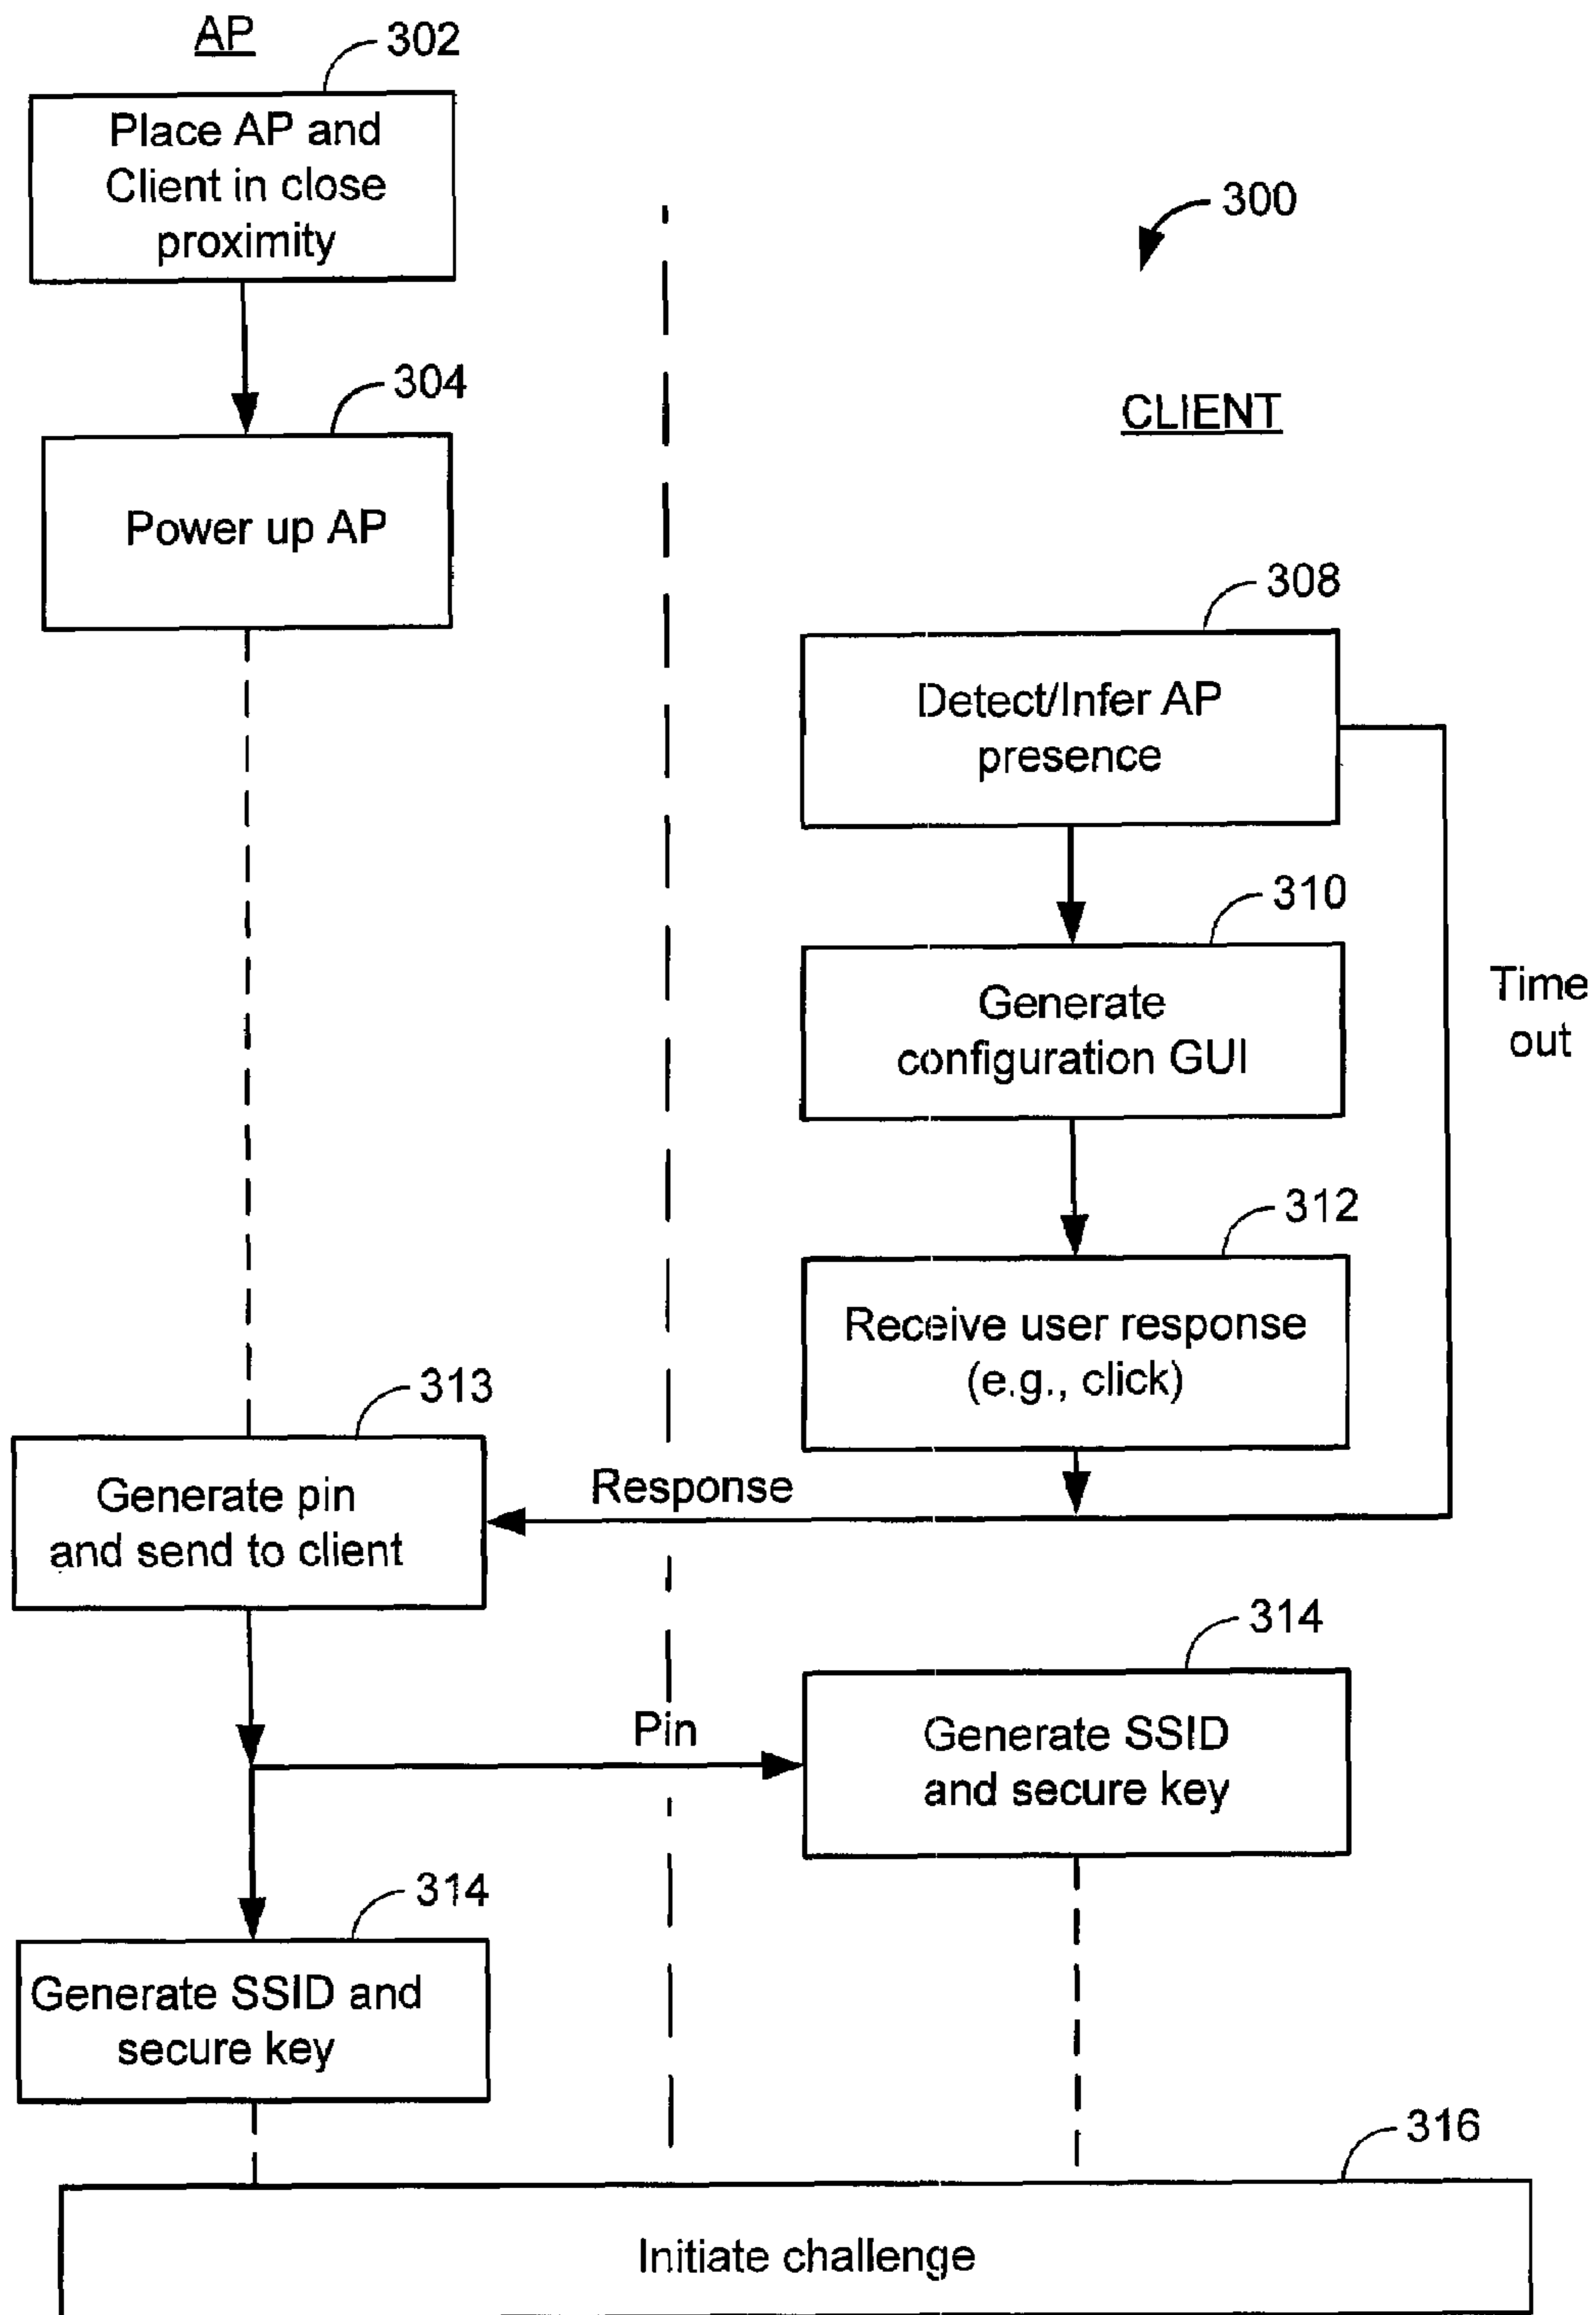 AP
302
Place AP and
Client in close
proximity
300
304
CLIENT
Power up AP
308
Detect/Infer AP
presence
310
Generate
configuration GUI
Time
out
312
Receive user response
(e.g., click)
313
Generate pin
and send to client
Response
314
Pin
Generate SSID
and secure key
314
Generate SSID and
secure key
316
Initiate challenge